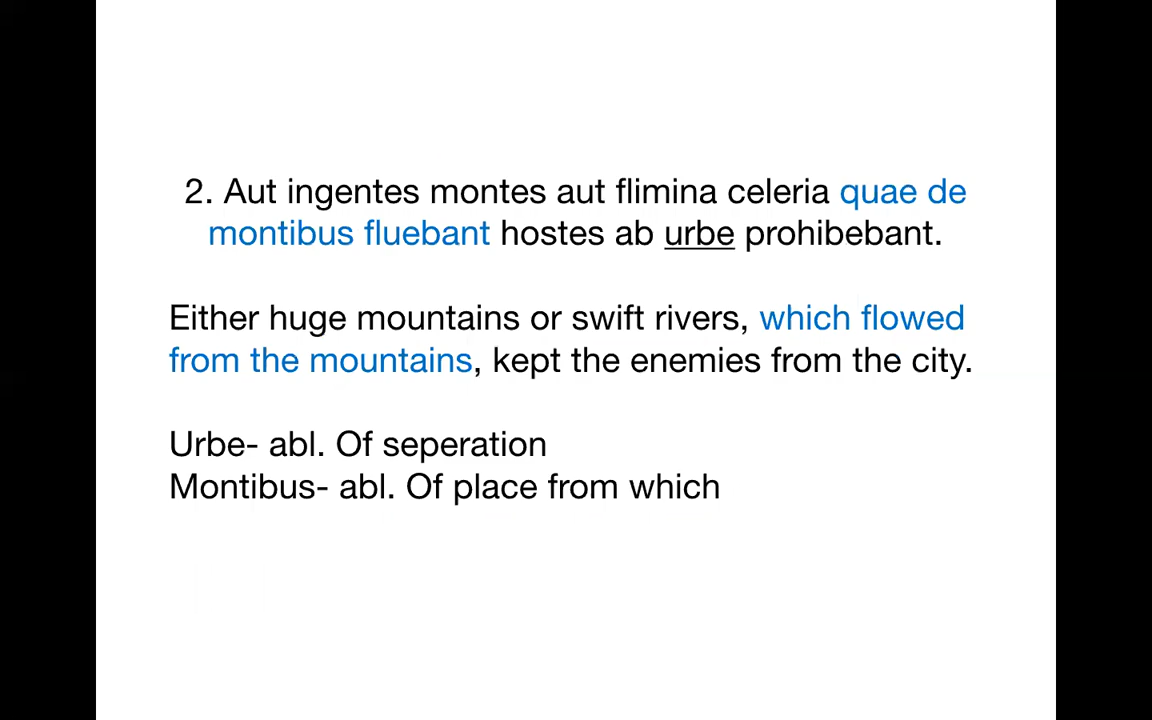 2. Aut ingentes montes aut flimina celeria quae de
montibus fluebant hostes ab urbe prohibebant.
Either huge mountains or swift rivers, which flowed
from the mountains, kept the enemies from the city.
Urbe- abl. Of seperation
Montibus- abl. Of place from which